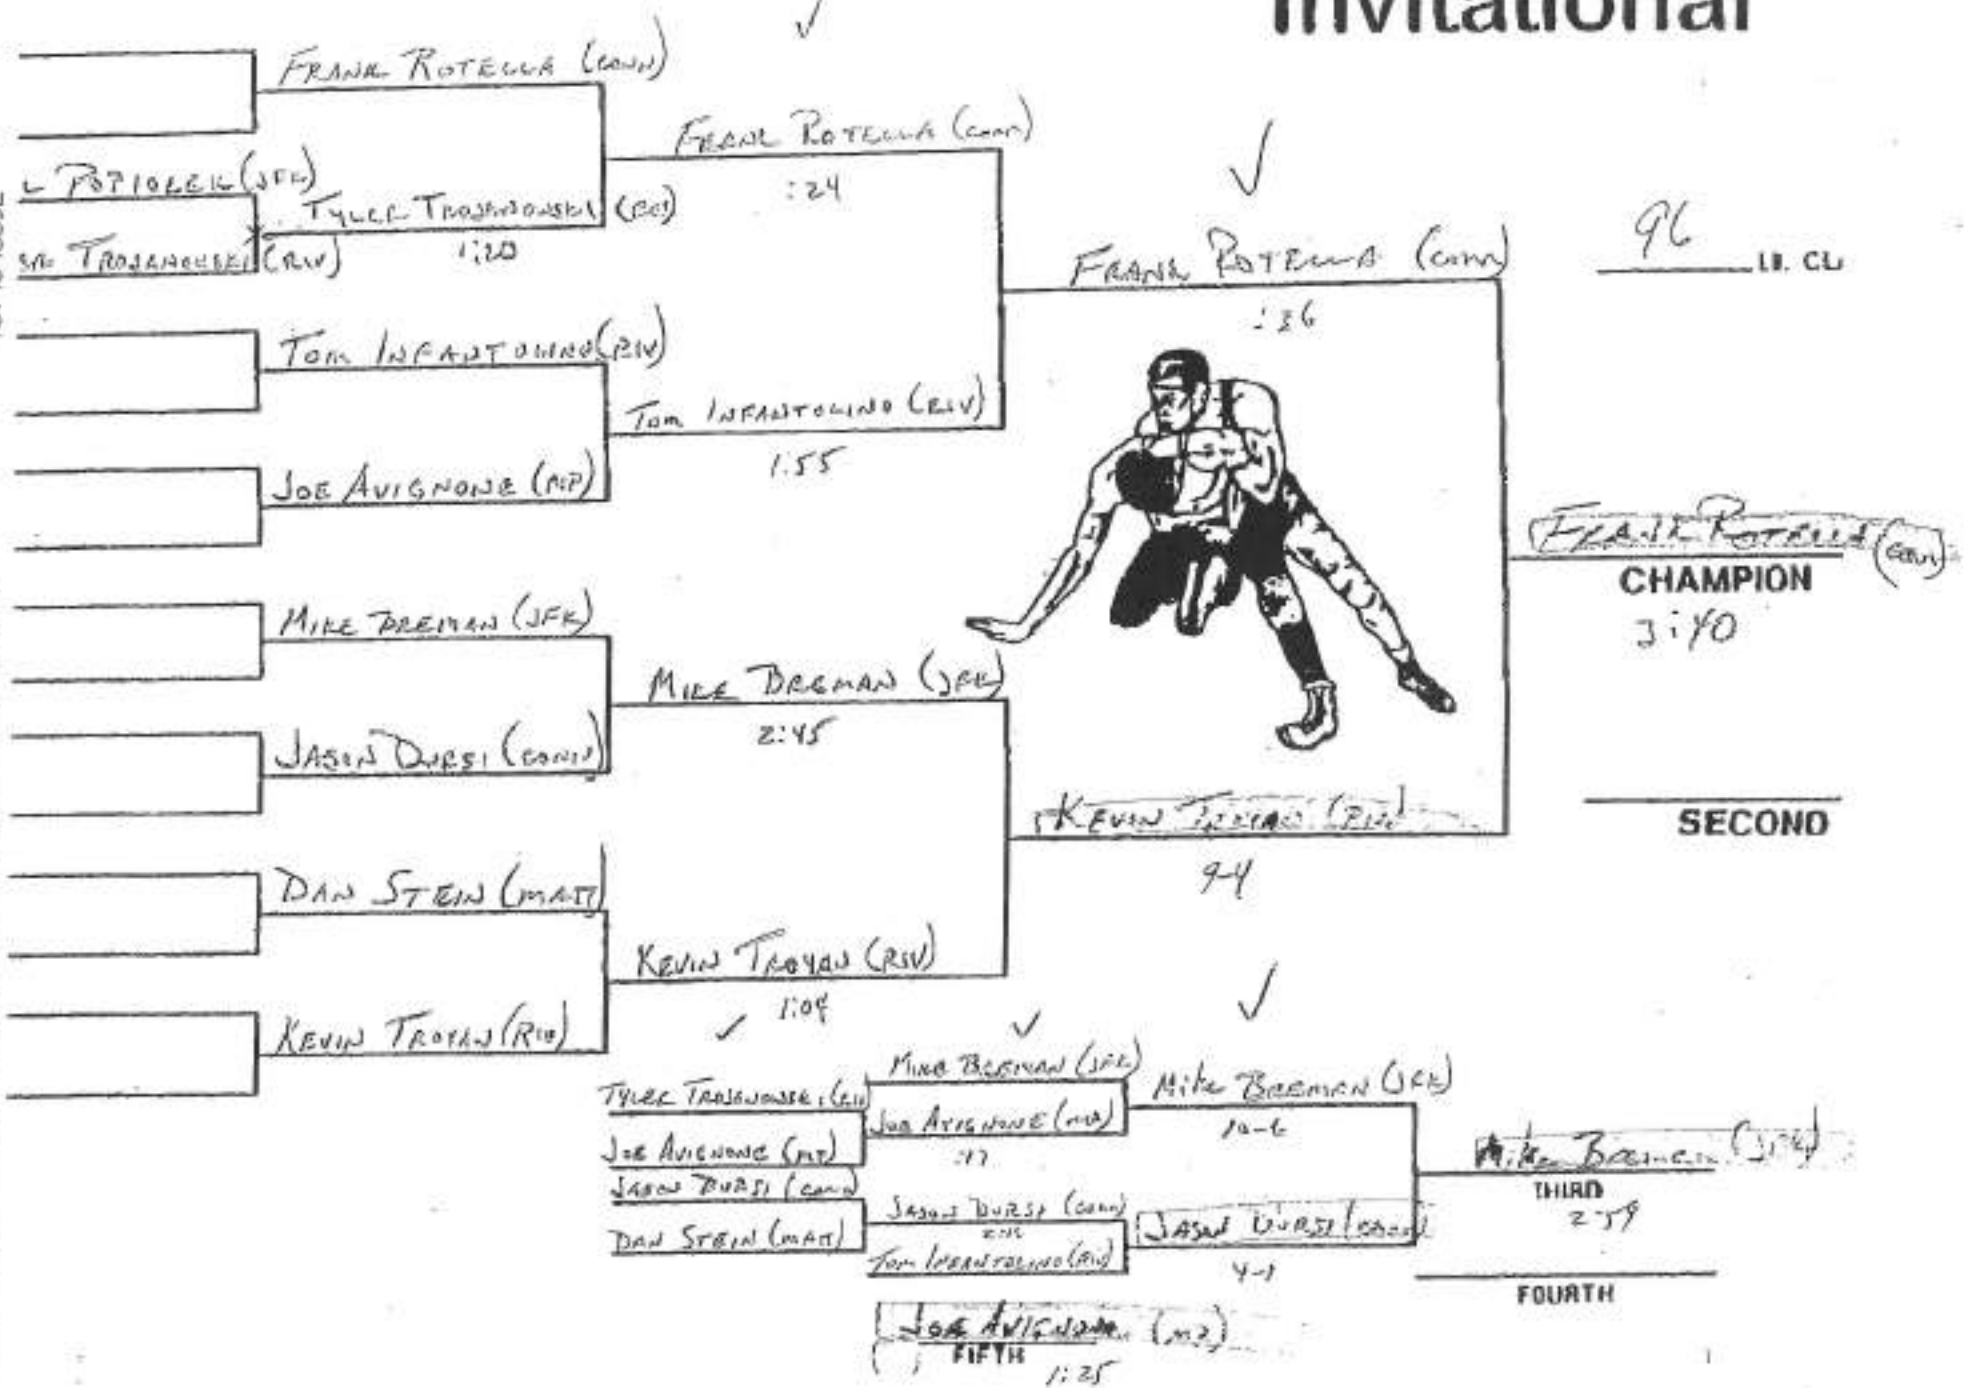 Invitational
FRANK ROTELLA (CONN)
FRANK ROTELLA (CONN)
:24
L POPIOLEK (JFK)
TYLER TROJANOWSKI (RIV)
1:20
TROJANOWSKI (RIV)
96 LB. CL
FRANK ROTELLA (CONN)
:36
TOM INFANTOLINO (RIV)
TOM INFANTOLINO (RIV)
1:55
JOE AVIGNONE (MP)
FRANK ROTELLA (CONN)
CHAMPION
3:40
MIKE BREMAN (JFK)
MIKE BREMAN (JFK)
2:45
JASON DURSI (CONN)
KEVIN TROYAN (RIV)
9-4
SECOND
DAN STEIN (MATT)
KEVIN TROYAN (RIV)
1:04
KEVIN TROYAN (RIV)
MIKE BREMAN (JFK)
TYLER TROJANOWSKI (RIV)
Mike BREMAN (JFK)
10-6
JOE AVIGNONE (MP)
:17
JOE AVIGNONE (MP)
Mike BREMAN (JFK)
THIRD
2:59
JASON DURSI (CONN)
JASON DURSI (CONN)
JASON DURSI (CONN)
4-1
DAN STEIN (MATT)
TOM INFANTOLINO (RIV)
FOURTH
JOE AVIGNONE (MP)
FIFTH
1:25